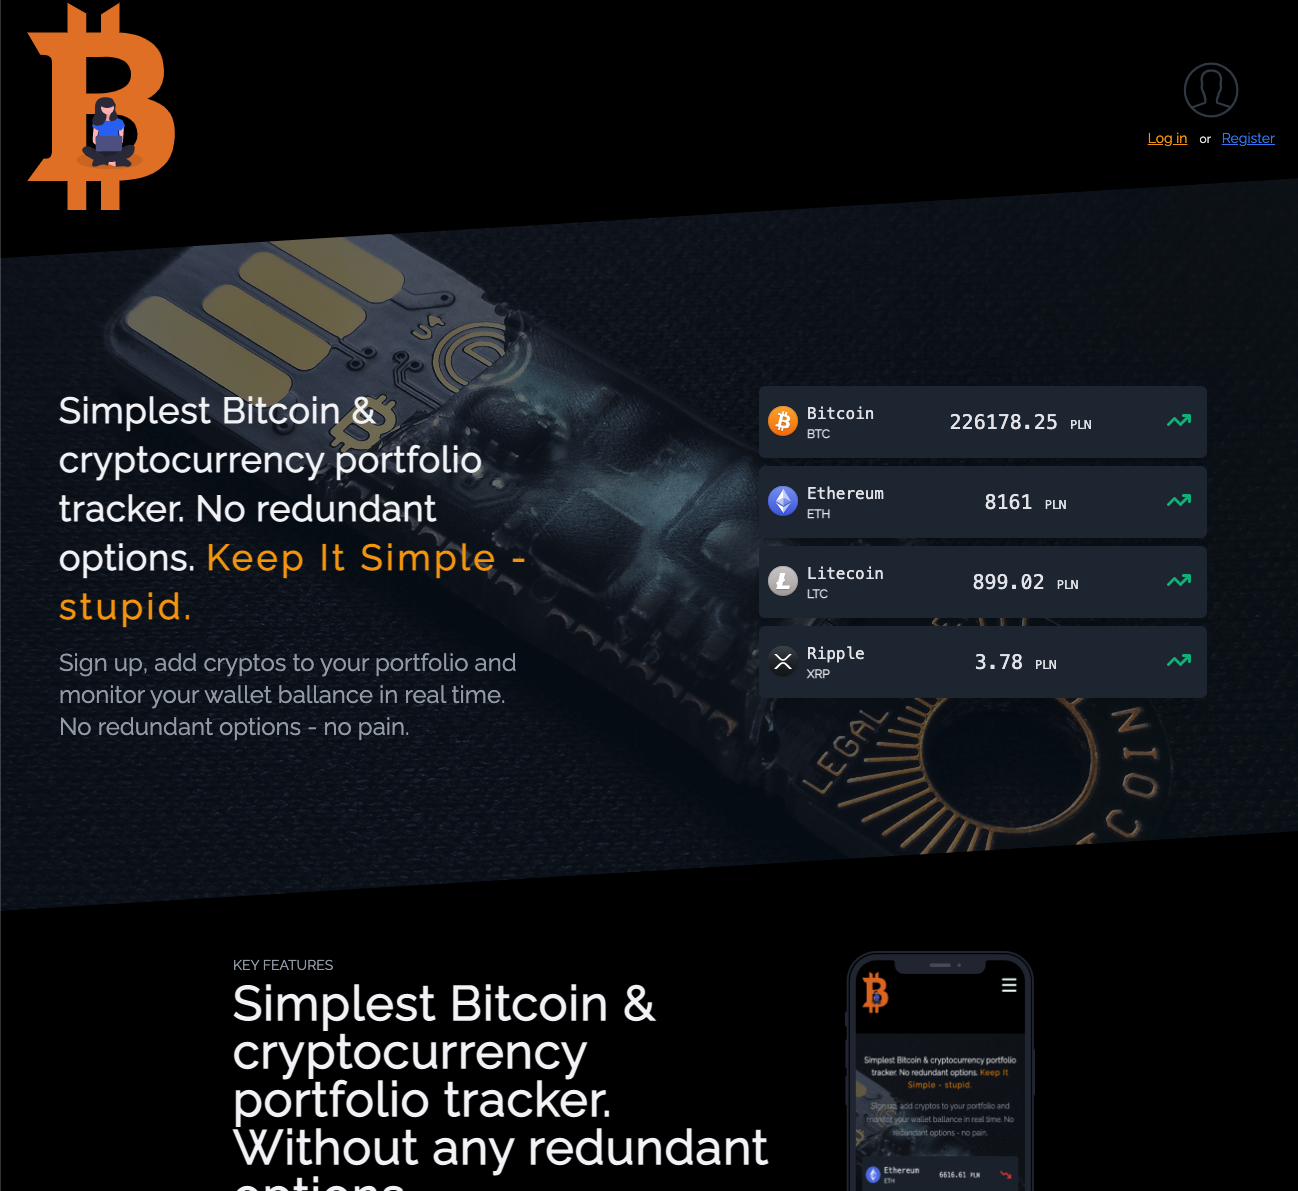 Log in or Register
Simplest Bitcoin &
cryptocurrency portfolio
tracker. No redundant
options. Keep It Simple -
stupid.
Sign up, add cryptos to your portfolio and
monitor your wallet ballance in real time.
No redundant options - no pain.
Bitcoin
BTC
226178.25 PLN
Ethereum
ETH
8161 PLN
Litecoin
LTC
899.02 PLN
Ripple
XRP
3.78 PLN
LEGAL
COIN
KEY FEATURES
Simplest Bitcoin &
cryptocurrency
portfolio tracker.
Without any redundant
options.
Simplest Bitcoin & cryptocurrency portfolio
tracker. No redundant options. Keep It
Simple - stupid.
Sign up, add cryptos to your portfolio and
monitor your wallet ballance in real time. No
redundant options - no pain.
Ethereum
ETH
6616.61 PLN